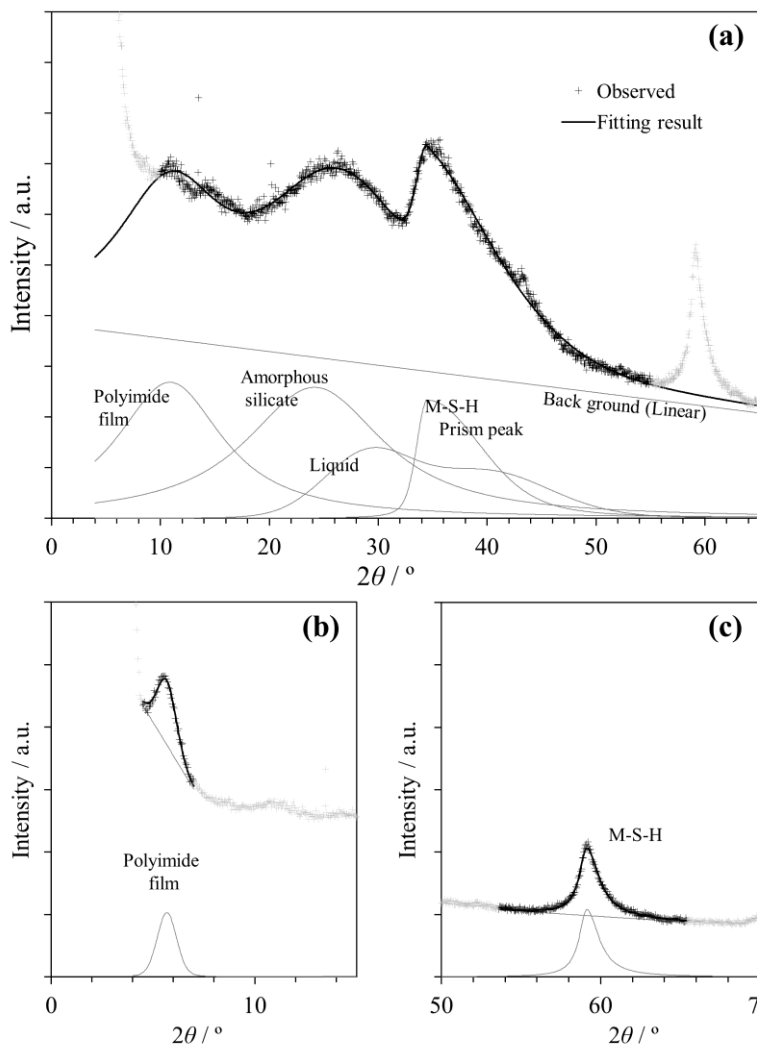 (a)
Observed
Fitting result
Intensity / a.u.
Polyimide
film
Amorphous
silicate
Liquid
M-S-H
Prism peak
Back ground (Linear)
0 10 20 30 40 50 60
2θ / º
(b)
Intensity / a.u.
Polyimide
film
0 10
2θ / º
(c)
Intensity / a.u.
M-S-H
50 60 7
2θ / º